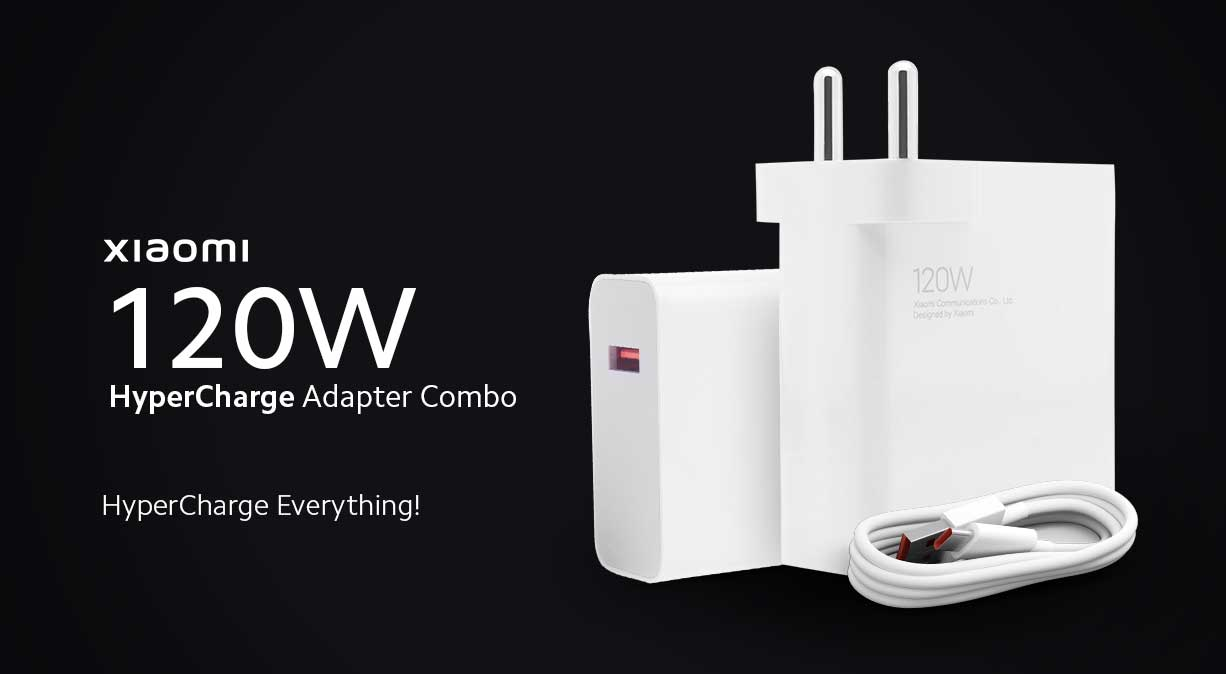 xiaomi
120W
HyperCharge Adapter Combo
HyperCharge Everything!
120W
Xiaomi Communications Co., Ltd.
Designed by Xiaomi